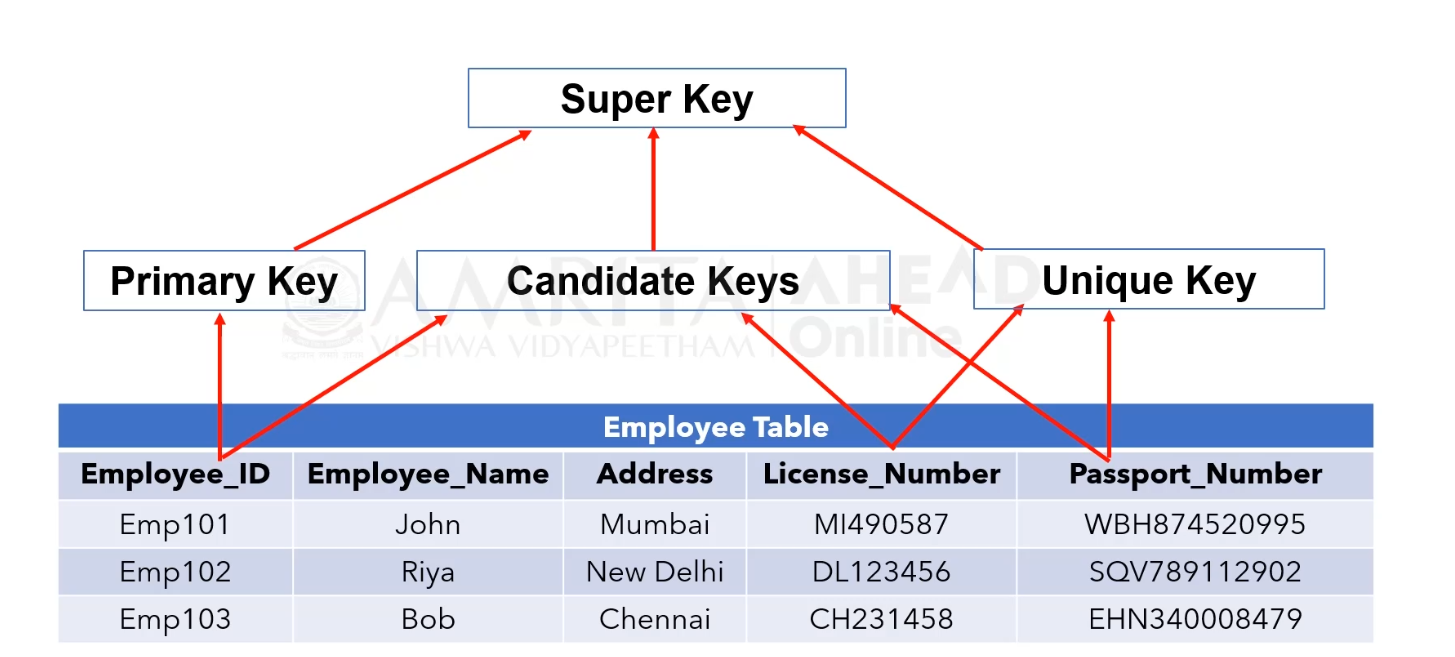 Super Key
Primary Key
Candidate Keys
Unique Key
AMRITA
VISHWA VIDYAPEETHAM
AHEAD
Online
Employee Table
Employee_ID Employee_Name Address License_Number Passport_Number
Emp101 John Mumbai MI490587 WBH874520995
Emp102 Riya New Delhi DL123456 SQV789112902
Emp103 Bob Chennai CH231458 EHN340008479